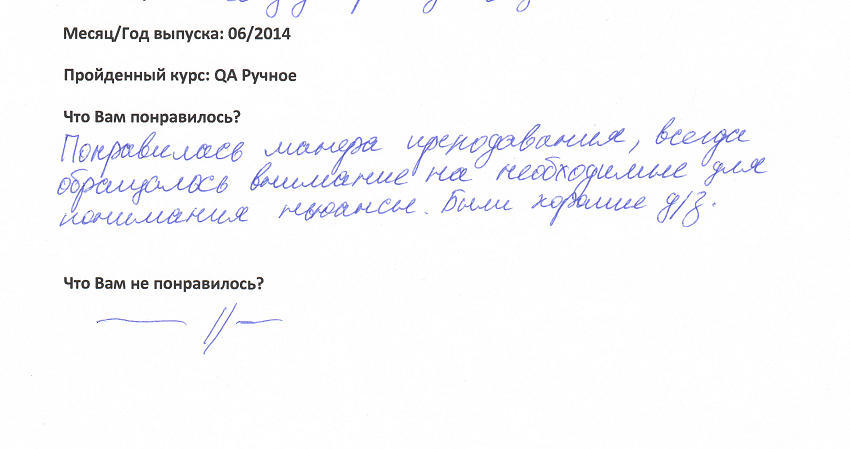 Месяц/Год выпуска: 06/2014
Пройденный курс: QA Ручное
Что Вам понравилось?
Понравилась манера преподавания, всегда
обращалось внимание на необходимые для
понимания нюансы. Были хорошие д/з.
Что Вам не понравилось?
— // —